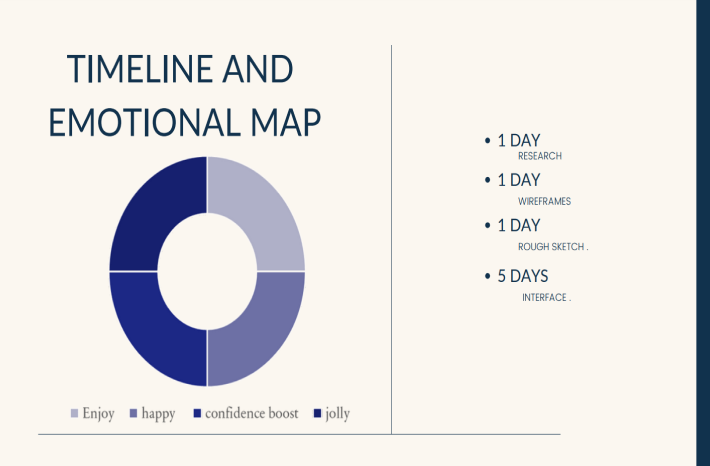 TIMELINE AND
EMOTIONAL MAP
Enjoy happy confidence boost jolly
• 1 DAY
RESEARCH
• 1 DAY
WIREFRAMES
• 1 DAY
ROUGH SKETCH .
• 5 DAYS
INTERFACE .